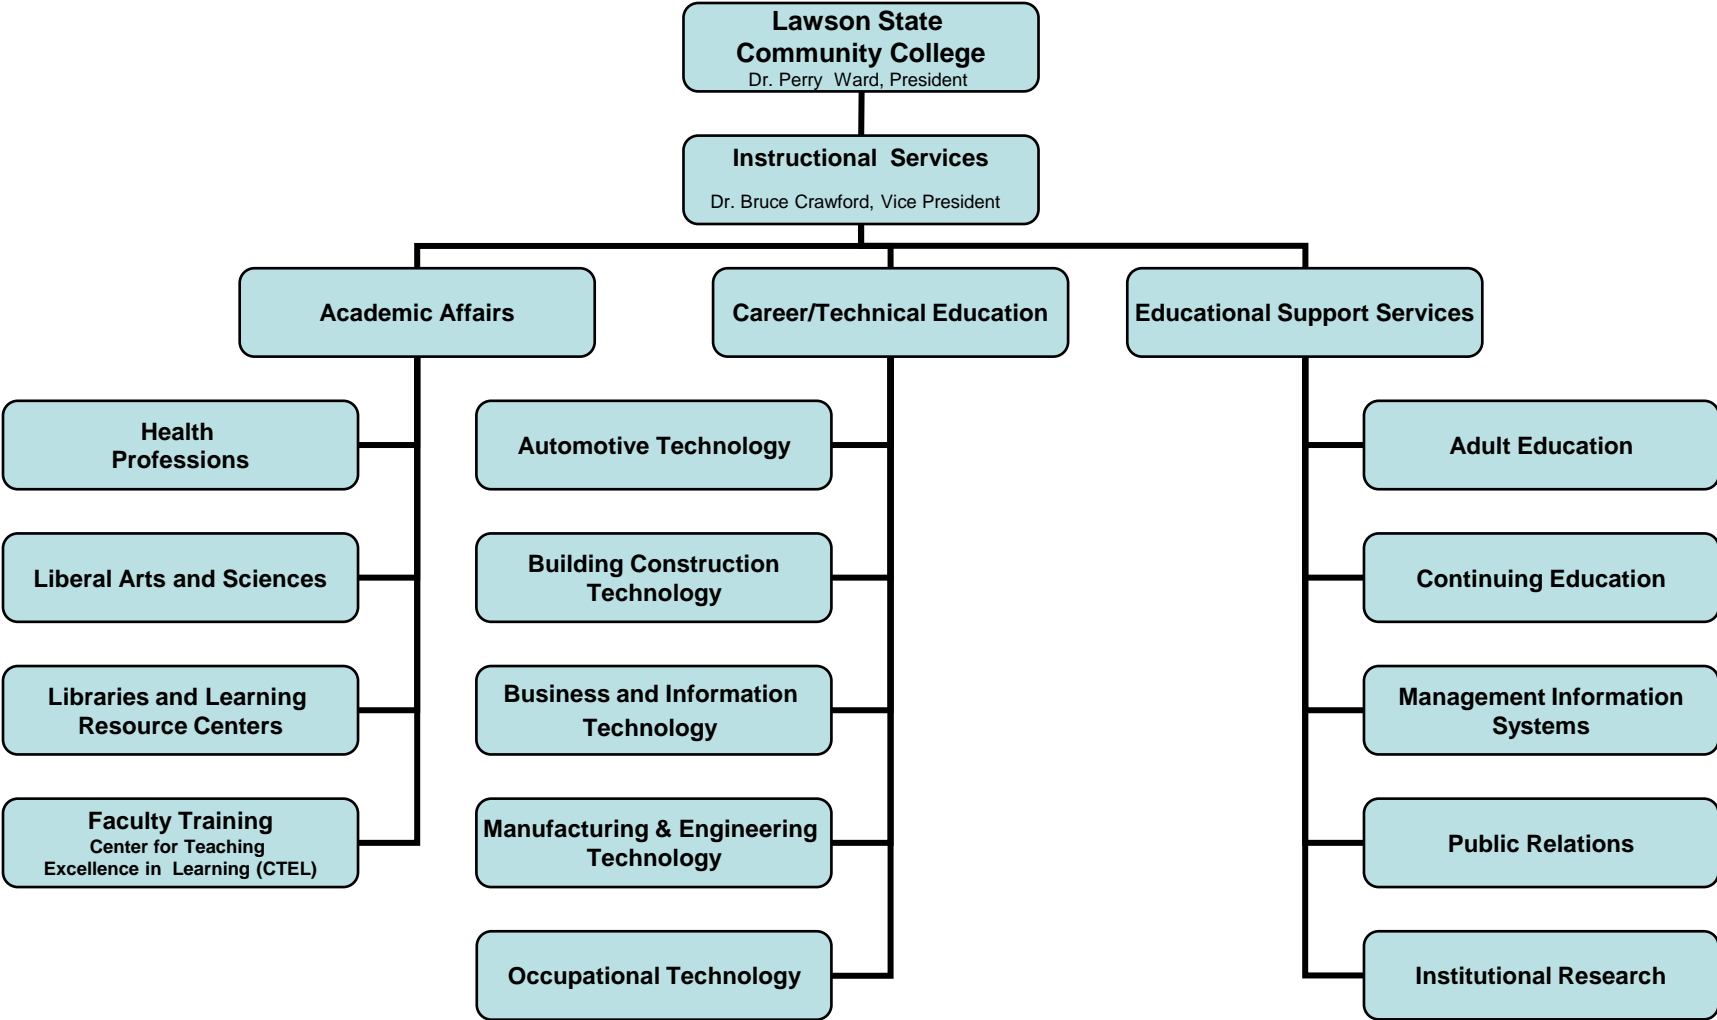 Lawson State
Community College
Dr. Perry Ward, President
Instructional Services
Dr. Bruce Crawford, Vice President
Academic Affairs
Career/Technical Education
Educational Support Services
Health
Professions
Automotive Technology
Adult Education
Liberal Arts and Sciences
Building Construction
Technology
Continuing Education
Libraries and Learning
Resource Centers
Business and Information
Technology
Management Information
Systems
Faculty Training
Center for Teaching
Excellence in Learning (CTEL)
Manufacturing & Engineering
Technology
Public Relations
Occupational Technology
Institutional Research